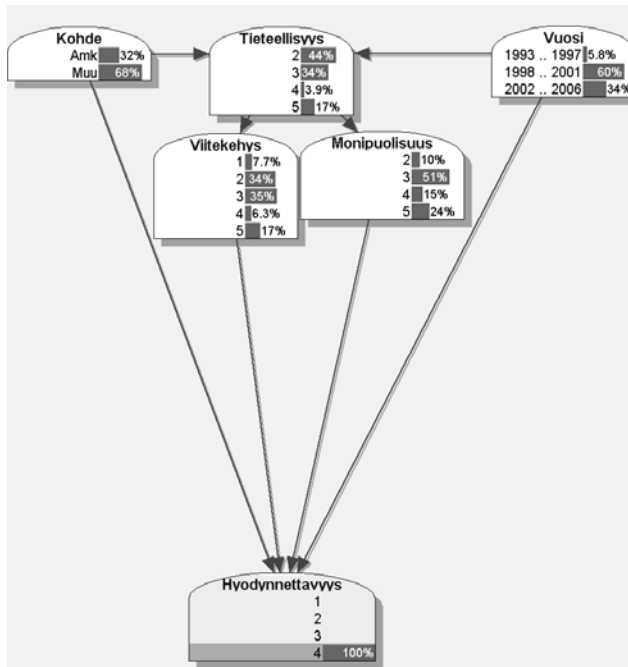 Kohde
Amk 32%
Muu 68%
Tieteellisyys
2 44%
3 34%
4 3.9%
5 17%
Vuosi
1993 .. 1997 5.8%
1998 .. 2001 60%
2002 .. 2006 34%
Viitekehys
1 7.7%
2 34%
3 35%
4 6.3%
5 17%
Monipuolisuus
2 10%
3 51%
4 15%
5 24%
Hyodynnettavyys
1
2
3
4 100%